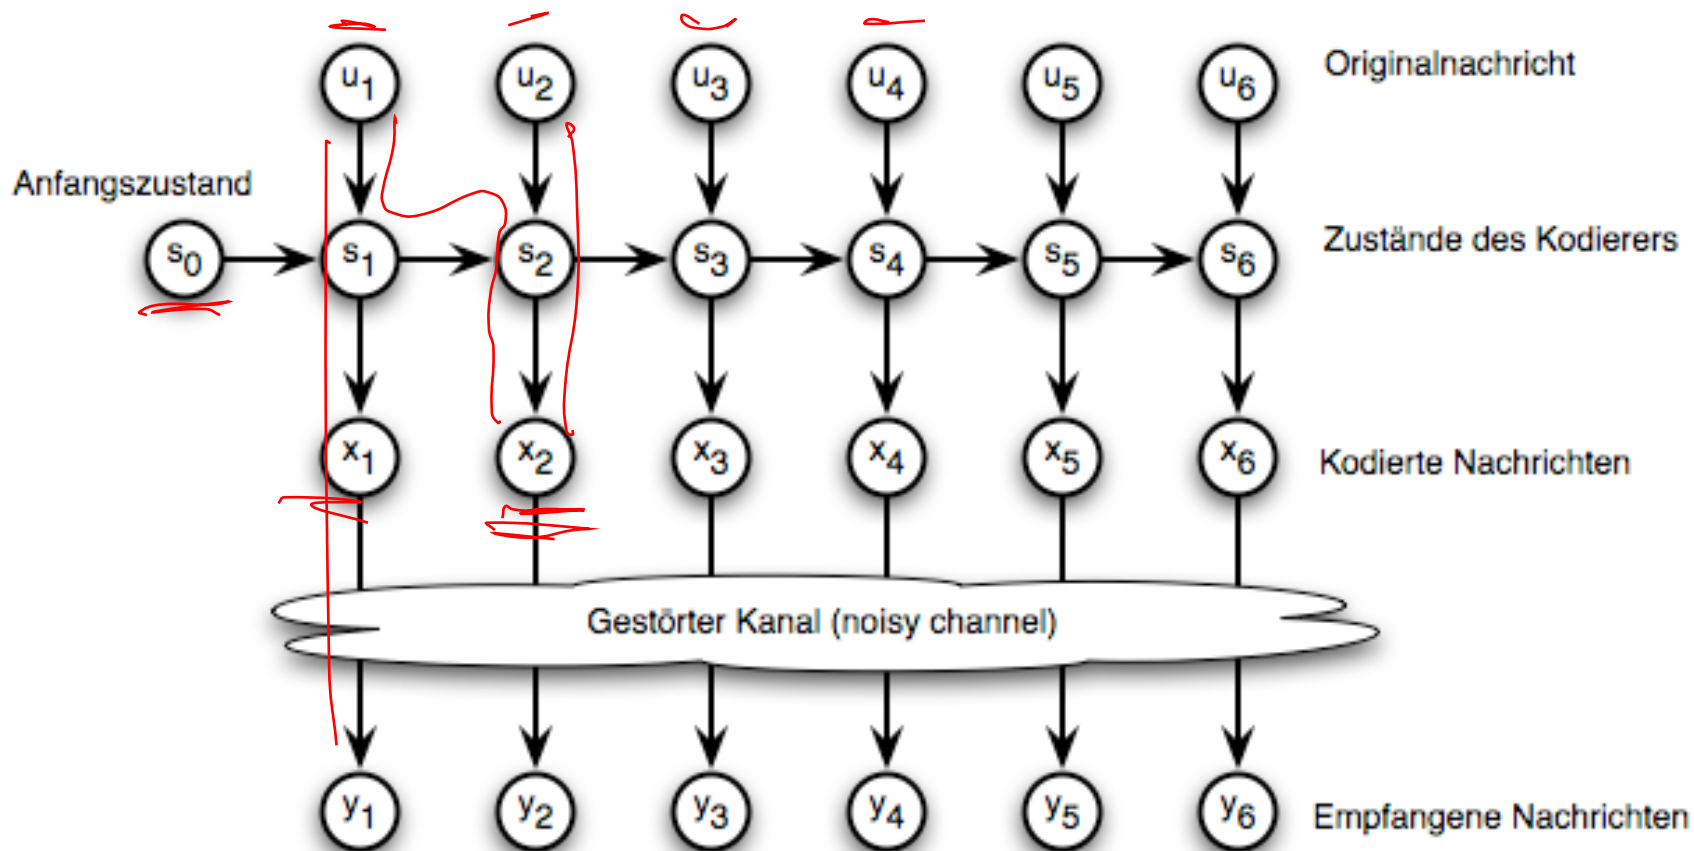 u1 u2 u3 u4 u5 u6 Originalnachricht
Anfangszustand
s0 s1 s2 s3 s4 s5 s6 Zustände des Kodierers
x1 x2 x3 x4 x5 x6 Kodierte Nachrichten
Gestörter Kanal (noisy channel)
y1 y2 y3 y4 y5 y6 Empfangene Nachrichten